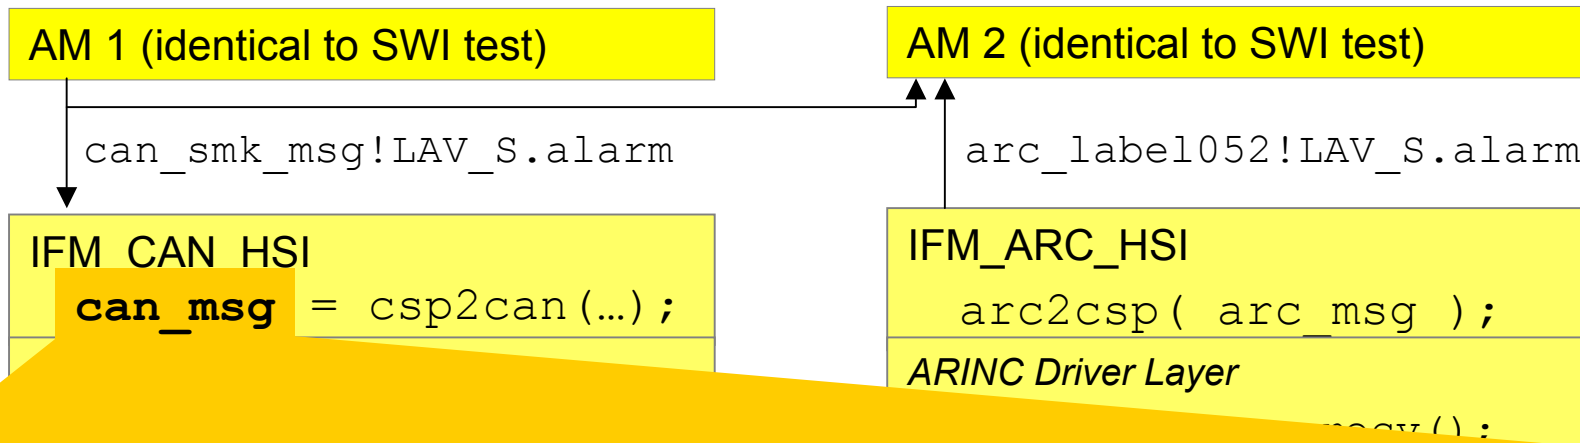 AM 1 (identical to SWI test)
AM 2 (identical to SWI test)
can_smk_msg!LAV_S.alarm
arc_label052!LAV_S.alarm
IFM_CAN_HSI
can_msg = csp2can(…);
IFM_ARC_HSI
arc2csp( arc_msg );
ARINC Driver Layer